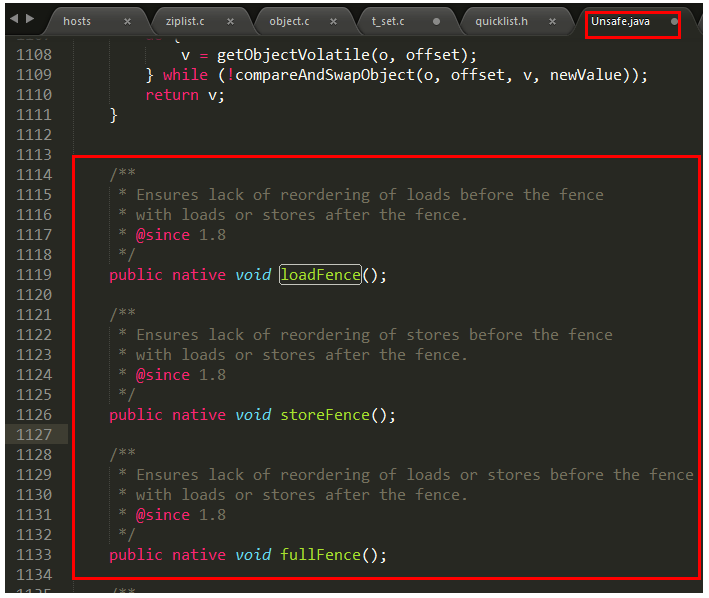 hosts × ziplist.c × object.c × t_set.c quicklist.h × Unsafe.java
1108 v = getObjectVolatile(o, offset);
1109 } while (!compareAndSwapObject(o, offset, v, newValue));
1110 return v;
1111 }
1112
1113
1114 /**
1115 * Ensures lack of reordering of loads before the fence
1116 * with loads or stores after the fence.
1117 * @since 1.8
1118 */
1119 public native void loadFence();
1120
1121 /**
1122 * Ensures lack of reordering of stores before the fence
1123 * with loads or stores after the fence.
1124 * @since 1.8
1125 */
1126 public native void storeFence();
1127
1128 /**
1129 * Ensures lack of reordering of loads or stores before the fence
1130 * with loads or stores after the fence.
1131 * @since 1.8
1132 */
1133 public native void fullFence();
1134